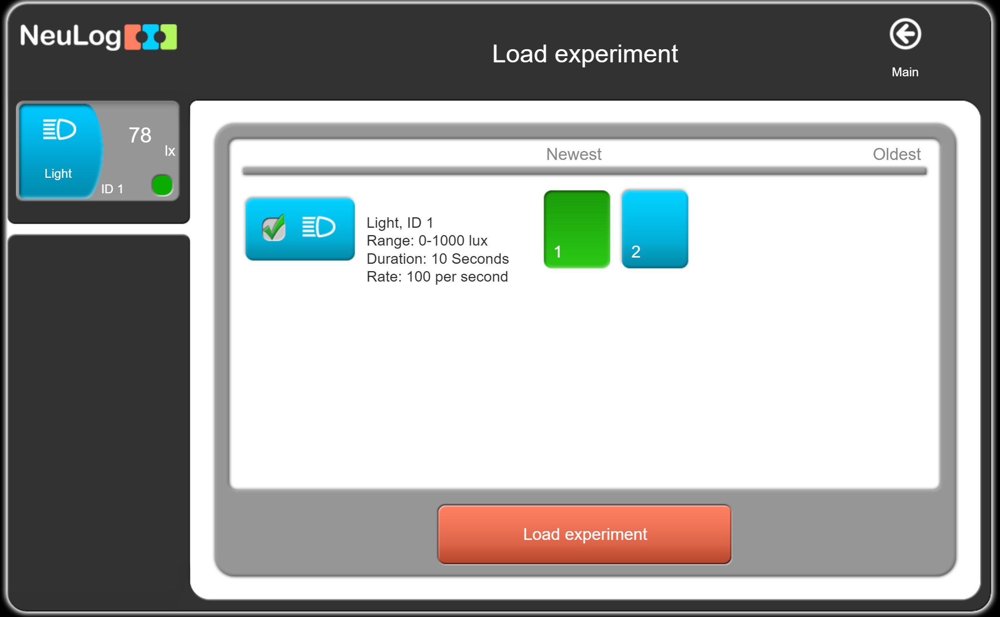 NeuLog
Load experiment
Main
78
lx
Light
ID 1
Newest
Oldest
Light, ID 1
Range: 0-1000 lux
Duration: 10 Seconds
Rate: 100 per second
1
2
Load experiment